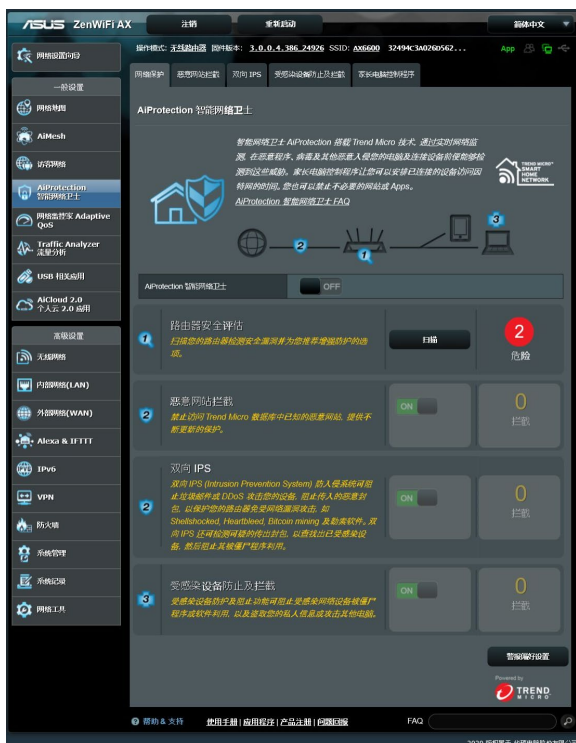 ASUS ZenWiFi AX
注销
重新启动
简体中文
操作模式: 无线路由器 固件版本: 3.0.0.4.386_24926 SSID: AX6600 32494C3A0260562...
App
网络设置向导
网络保护
恶意网站拦截
双向 IPS
受感染设备防止及拦截
家长电脑控制程序
一般设置
网络地图
AiMesh
访客网络
AiProtection
智能网络卫士
网络监控家 Adaptive
QoS
Traffic Analyzer
流量分析
USB 相关应用
AiCloud 2.0
个人云 2.0 应用
高级设置
无线网络
内部网络(LAN)
外部网络(WAN)
Alexa & IFTTT
IPv6
VPN
防火墙
系统管理
系统记录
网络工具
AiProtection 智能网络卫士
智能网络卫士 AiProtection 搭载 Trend Micro 技术, 通过实时网络监
测, 在恶意程序、病毒及其他恶意入侵您的电脑及连接设备前便能够检
测到这些威胁。家长电脑控制程序让您可以安排已连接的设备访问因
特网的时间, 您也可以禁止不必要的网站或 Apps。
AiProtection 智能网络卫士 FAQ
TREND MICRO
SMART
HOME
NETWORK
1
2
3
AiProtection 智能网络卫士
OFF
1
路由器安全评估
扫描您的路由器检测安全漏洞并为您推荐增强防护的选
项。
扫描
2
危险
2
恶意网站拦截
禁止访问 Trend Micro 数据库中已知的恶意网站, 提供不
断更新的保护。
ON
0
拦截
2
双向 IPS
双向 IPS (Intrusion Prevention System) 防入侵系统可阻
止垃圾邮件或 DDoS 攻击您的设备, 阻止传入的恶意封
包, 以保护您的路由器免受网络漏洞攻击, 如
Shellshocked, Heartbleed, Bitcoin mining 及勒索软件。双
向 IPS 还可检测可疑的传出封包, 以查找出已受感染设
备, 然后阻止其被僵尸程序利用。
ON
0
拦截
3
受感染设备防止及拦截
受感染设备防护及阻止功能可阻止受感染网络设备被僵尸
程序或软件利用, 以及盗取您的私人信息或攻击其他电脑。
ON
0
拦截
警报偏好设置
Powered by
TREND
MICRO
帮助 & 支持
使用手册 | 应用程序 | 产品注册 | 问题回报
FAQ